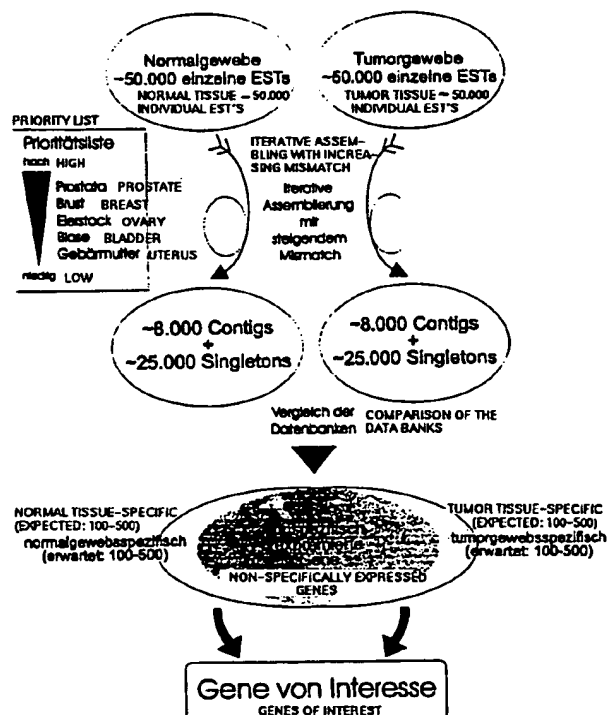 Normalgewebe
~50.000 einzelne ESTs
NORMAL TISSUE ~ 50.000
INDIVIDUAL EST'S
Tumorgewebe
~50.000 einzelne ESTs
TUMOR TISSUE ~ 50.000
INDIVIDUAL EST'S
PRIORITY LIST
Prioritätsliste
hoch HIGH
Prostata PROSTATE
Brust BREAST
Eierstock OVARY
Blase BLADDER
Gebärmutter UTERUS
niedrig LOW
ITERATIVE ASSEM-
BLING WITH INCREA-
SING MISMATCH
Iterative
Assemblierung
mit
steigendem
Mismatch
~8.000 Contigs
+
~25.000 Singletons
~8.000 Contigs
+
~25.000 Singletons
Vergleich der
Datenbanken
COMPARISON OF THE
DATA BANKS
NORMAL TISSUE-SPECIFIC
(EXPECTED: 100-500)
normalgewebsspezifisch
(erwartet: 100-500)
NON-SPECIFICALLY EXPRESSED
GENES
TUMOR TISSUE-SPECIFIC
(EXPECTED: 100-500)
tumorgewebsspezifisch
(erwartet: 100-500)
Gene von Interesse
GENES OF INTEREST